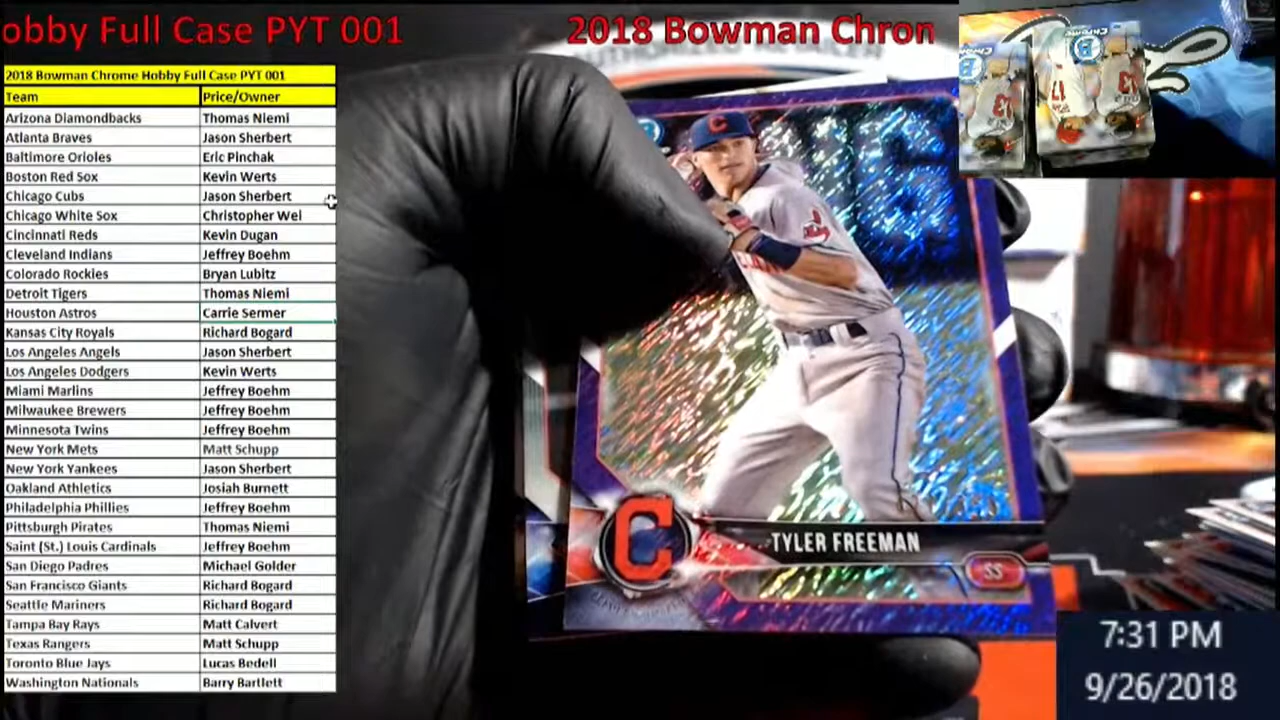 obby Full Case PYT 001
2018 Bowman Chron
2018 Bowman Chrome Hobby Full Case PYT 001
Team Price/Owner
Arizona Diamondbacks Thomas Niemi
Atlanta Braves Jason Sherbert
Baltimore Orioles Eric Pinchak
Boston Red Sox Kevin Werts
Chicago Cubs Jason Sherbert
Chicago White Sox Christopher Wei
Cincinnati Reds Kevin Dugan
Cleveland Indians Jeffrey Boehm
Colorado Rockies Bryan Lubitz
Detroit Tigers Thomas Niemi
Houston Astros Carrie Sermer
Kansas City Royals Richard Bogard
Los Angeles Angels Jason Sherbert
Los Angeles Dodgers Kevin Werts
Miami Marlins Jeffrey Boehm
Milwaukee Brewers Jeffrey Boehm
Minnesota Twins Jeffrey Boehm
New York Mets Matt Schupp
New York Yankees Jason Sherbert
Oakland Athletics Josiah Burnett
Philadelphia Phillies Jeffrey Boehm
Pittsburgh Pirates Thomas Niemi
Saint (St.) Louis Cardinals Jeffrey Boehm
San Diego Padres Michael Golder
San Francisco Giants Richard Bogard
Seattle Mariners Richard Bogard
Tampa Bay Rays Matt Calvert
Texas Rangers Matt Schupp
Toronto Blue Jays Lucas Bedell
Washington Nationals Barry Bartlett
C
C
TYLER FREEMAN
SS
17
7:31 PM
9/26/2018